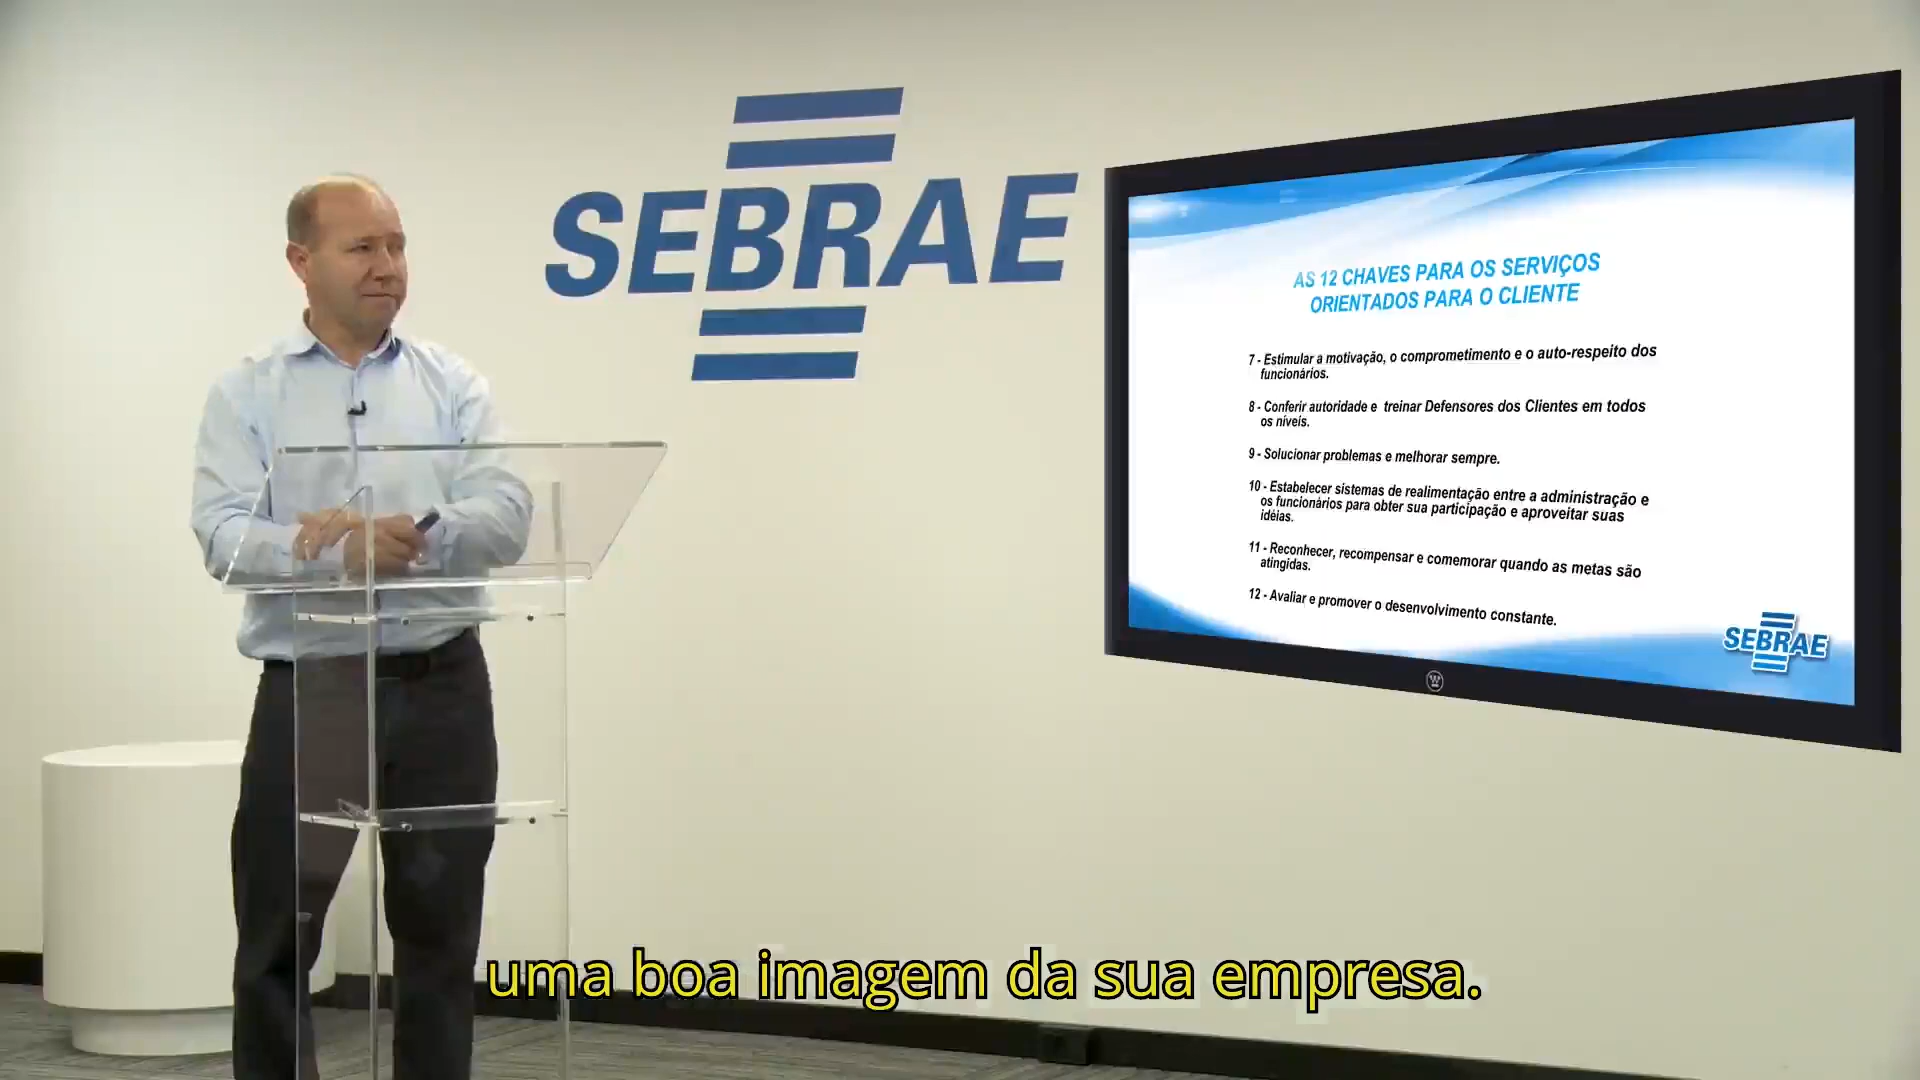 SEBRAE
AS 12 CHAVES PARA OS SERVIÇOS
ORIENTADOS PARA O CLIENTE
7 - Estimular a motivação, o comprometimento e o auto-respeito dos
funcionários.
8 - Conferir autoridade e treinar Defensores dos Clientes em todos
os níveis.
9 - Solucionar problemas e melhorar sempre.
10 - Estabelecer sistemas de realimentação entre a administração e
os funcionários para obter sua participação e aproveitar suas
idéias.
11 - Reconhecer, recompensar e comemorar quando as metas são
atingidas.
12 - Avaliar e promover o desenvolvimento constante.
SEBRAE
uma boa imagem da sua empresa.